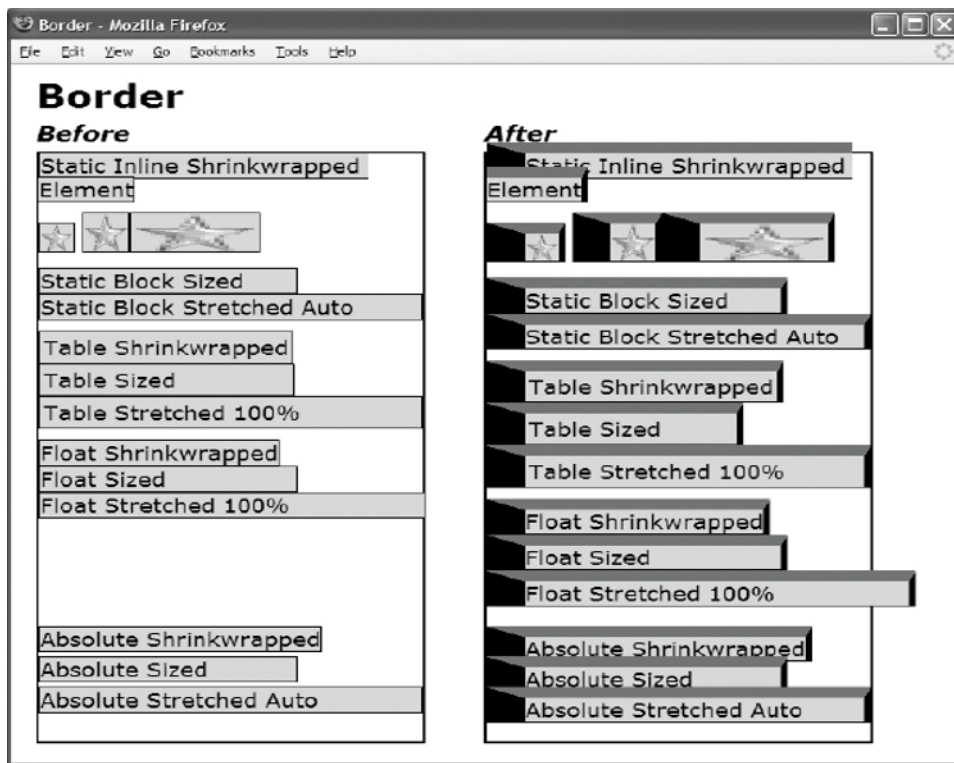 Border - Mozilla Firefox
File Edit View Go Bookmarks Tools Help
Border
Before
Static Inline Shrinkwrapped
Element
Static Block Sized
Static Block Stretched Auto
Table Shrinkwrapped
Table Sized
Table Stretched 100%
Float Shrinkwrapped
Float Sized
Float Stretched 100%
Absolute Shrinkwrapped
Absolute Sized
Absolute Stretched Auto
After
Static Inline Shrinkwrapped
Element
Static Block Sized
Static Block Stretched Auto
Table Shrinkwrapped
Table Sized
Table Stretched 100%
Float Shrinkwrapped
Float Sized
Float Stretched 100%
Absolute Shrinkwrapped
Absolute Sized
Absolute Stretched Auto